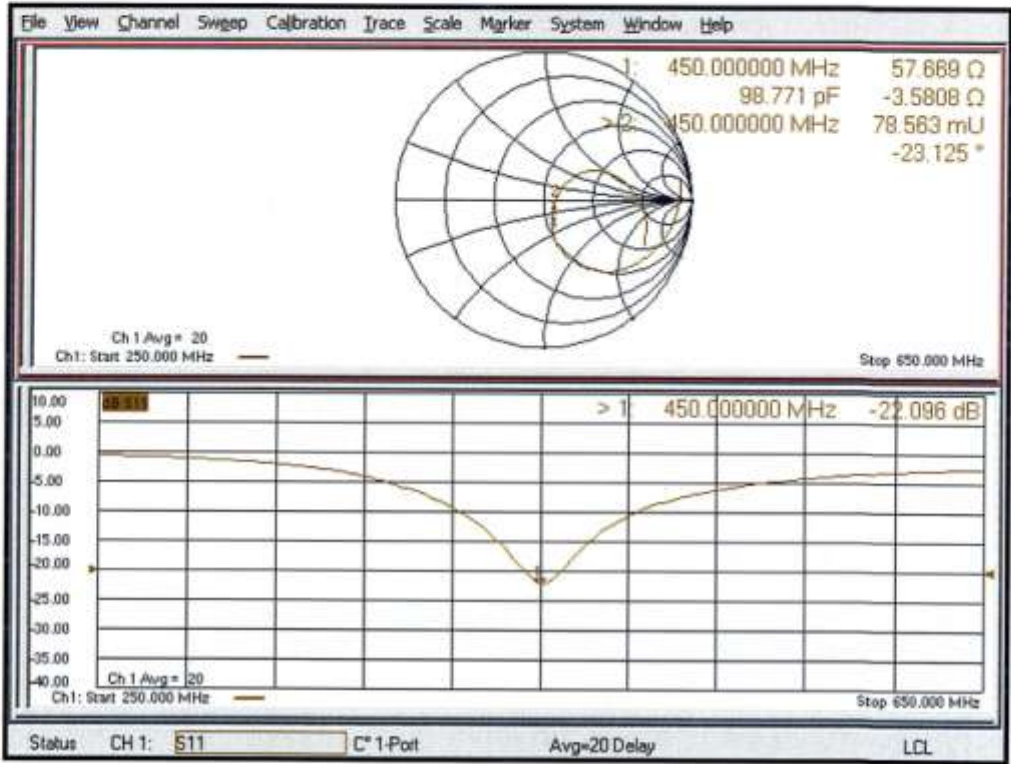 File View Channel Sweep Calibration Trace Scale Marker System Window Help
1: 450.000000 MHz 57.669 Ω
98.771 pF -3.5808 Ω
> 2: 450.000000 MHz 78.563 mU
-23.125 °
Ch 1 Avg = 20
Ch1: Start 250.000 MHz Stop 650.000 MHz
10.00 dB S11 > 1: 450.000000 MHz -22.096 dB
5.00
0.00
-5.00
-10.00
-15.00
-20.00
-25.00
-30.00
-35.00
-40.00 Ch 1 Avg = 20
Ch1: Start 250.000 MHz Stop 650.000 MHz
Status CH 1: S11 C* 1-Port Avg=20 Delay LCL